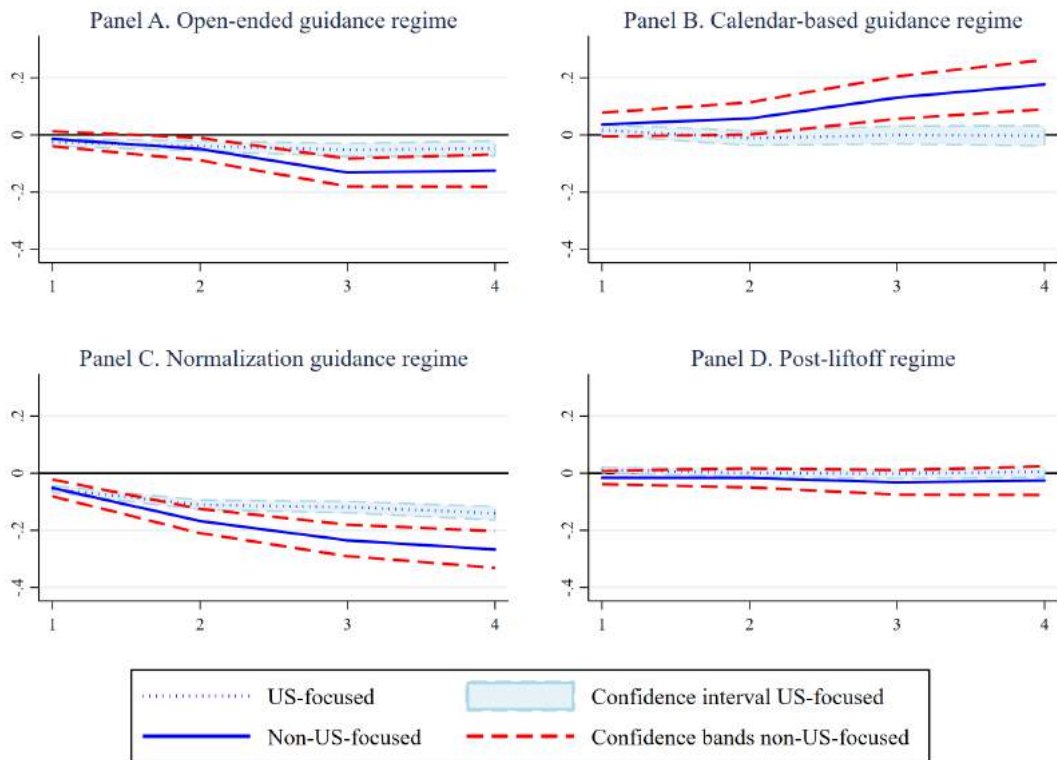 Panel A. Open-ended guidance regime
.2
0
-.2
-.4
1 2 3 4
Panel B. Calendar-based guidance regime
.2
0
-.2
-.4
1 2 3 4
Panel C. Normalization guidance regime
.2
0
-.2
-.4
1 2 3 4
Panel D. Post-liftoff regime
.2
0
-.2
-.4
1 2 3 4
US-focused
Confidence interval US-focused
Non-US-focused
Confidence bands non-US-focused